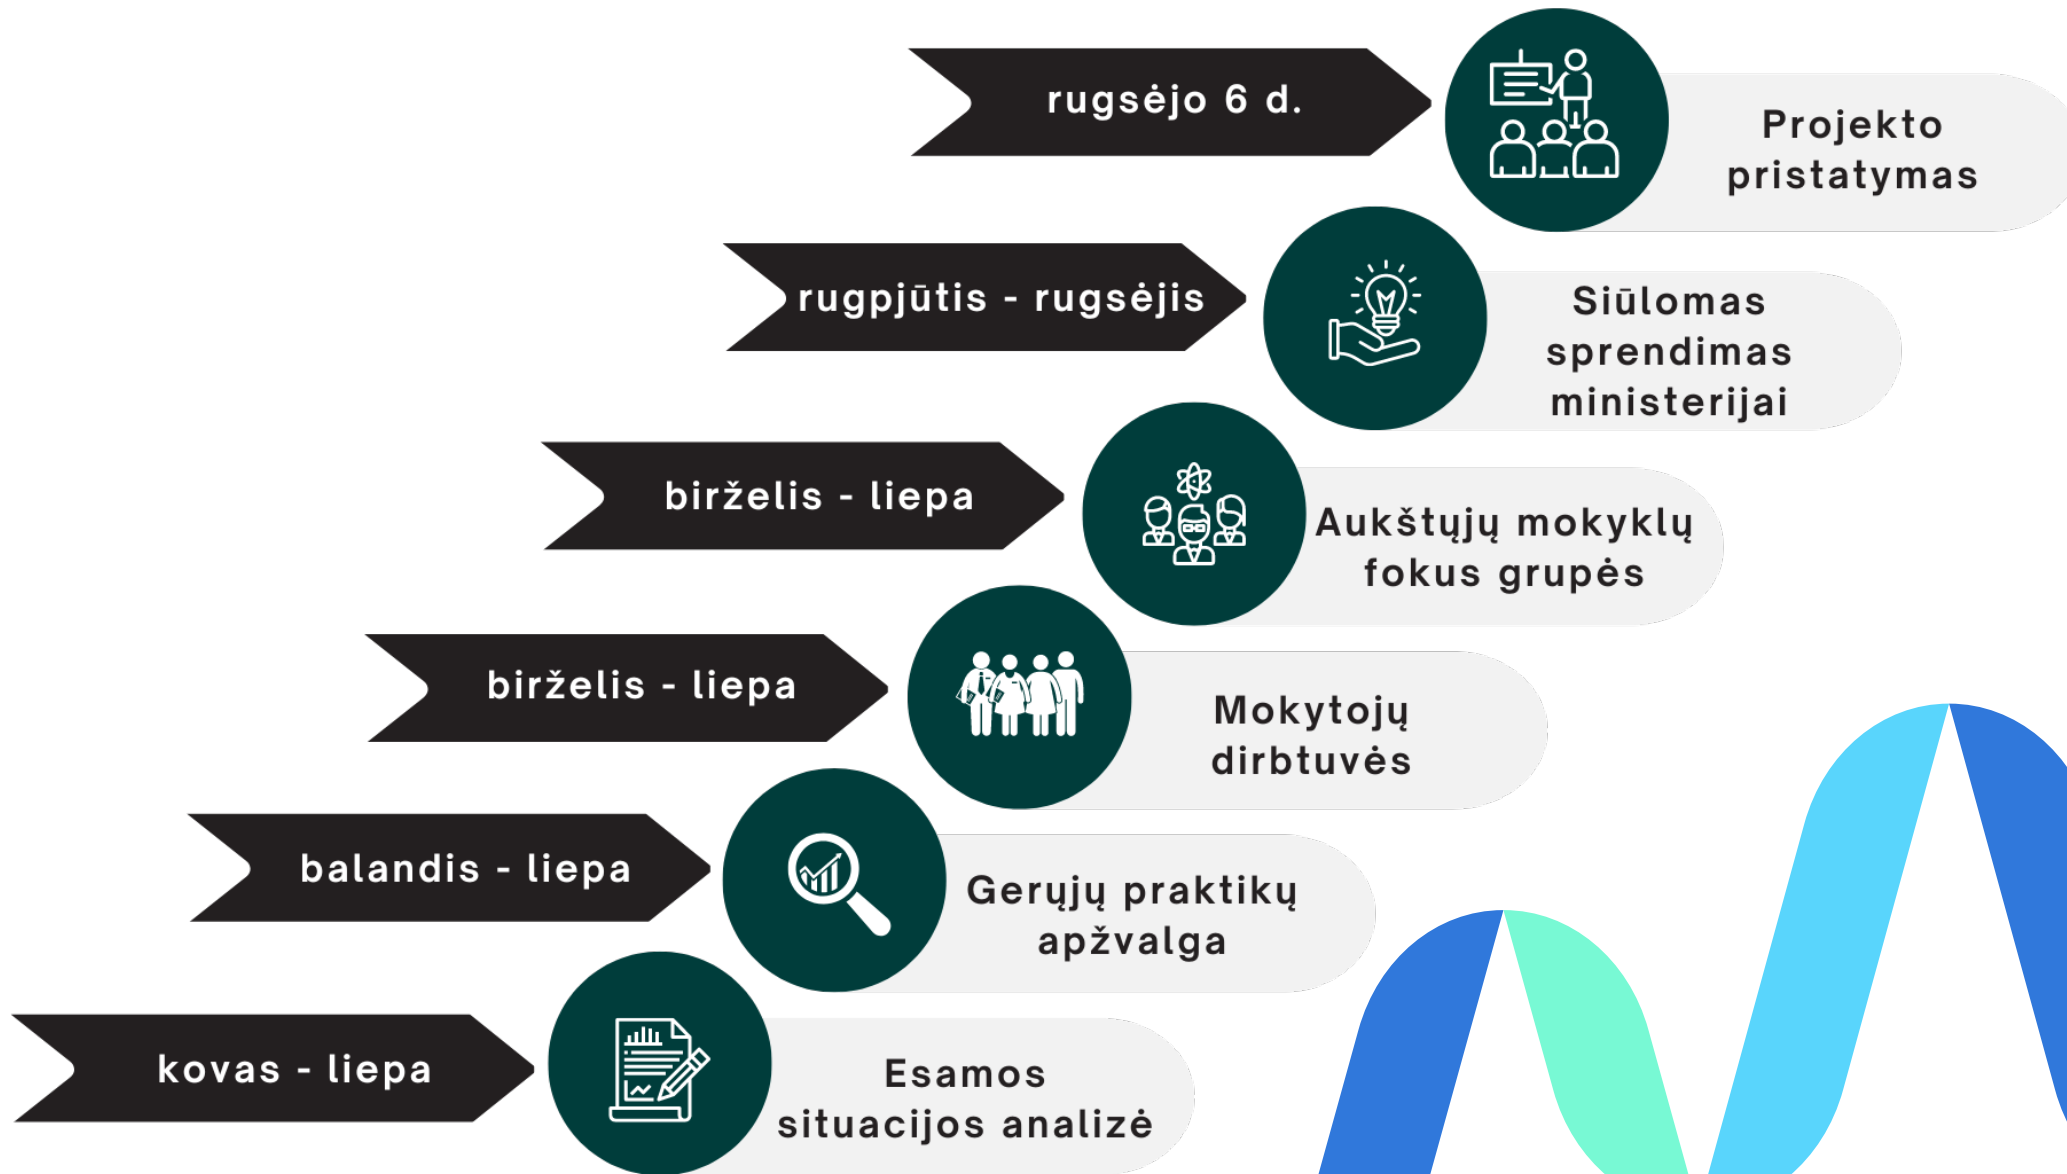 rugsėjo 6 d.
Projekto
pristatymas
rugpjūtis - rugsėjis
Siūlomas
sprendimas
ministerijai
birželis - liepa
Aukštųjų mokyklų
fokus grupės
birželis - liepa
Mokytojų
dirbtuvės
balandis - liepa
Gerųjų praktikų
apžvalga
kovas - liepa
Esamos
situacijos analizė